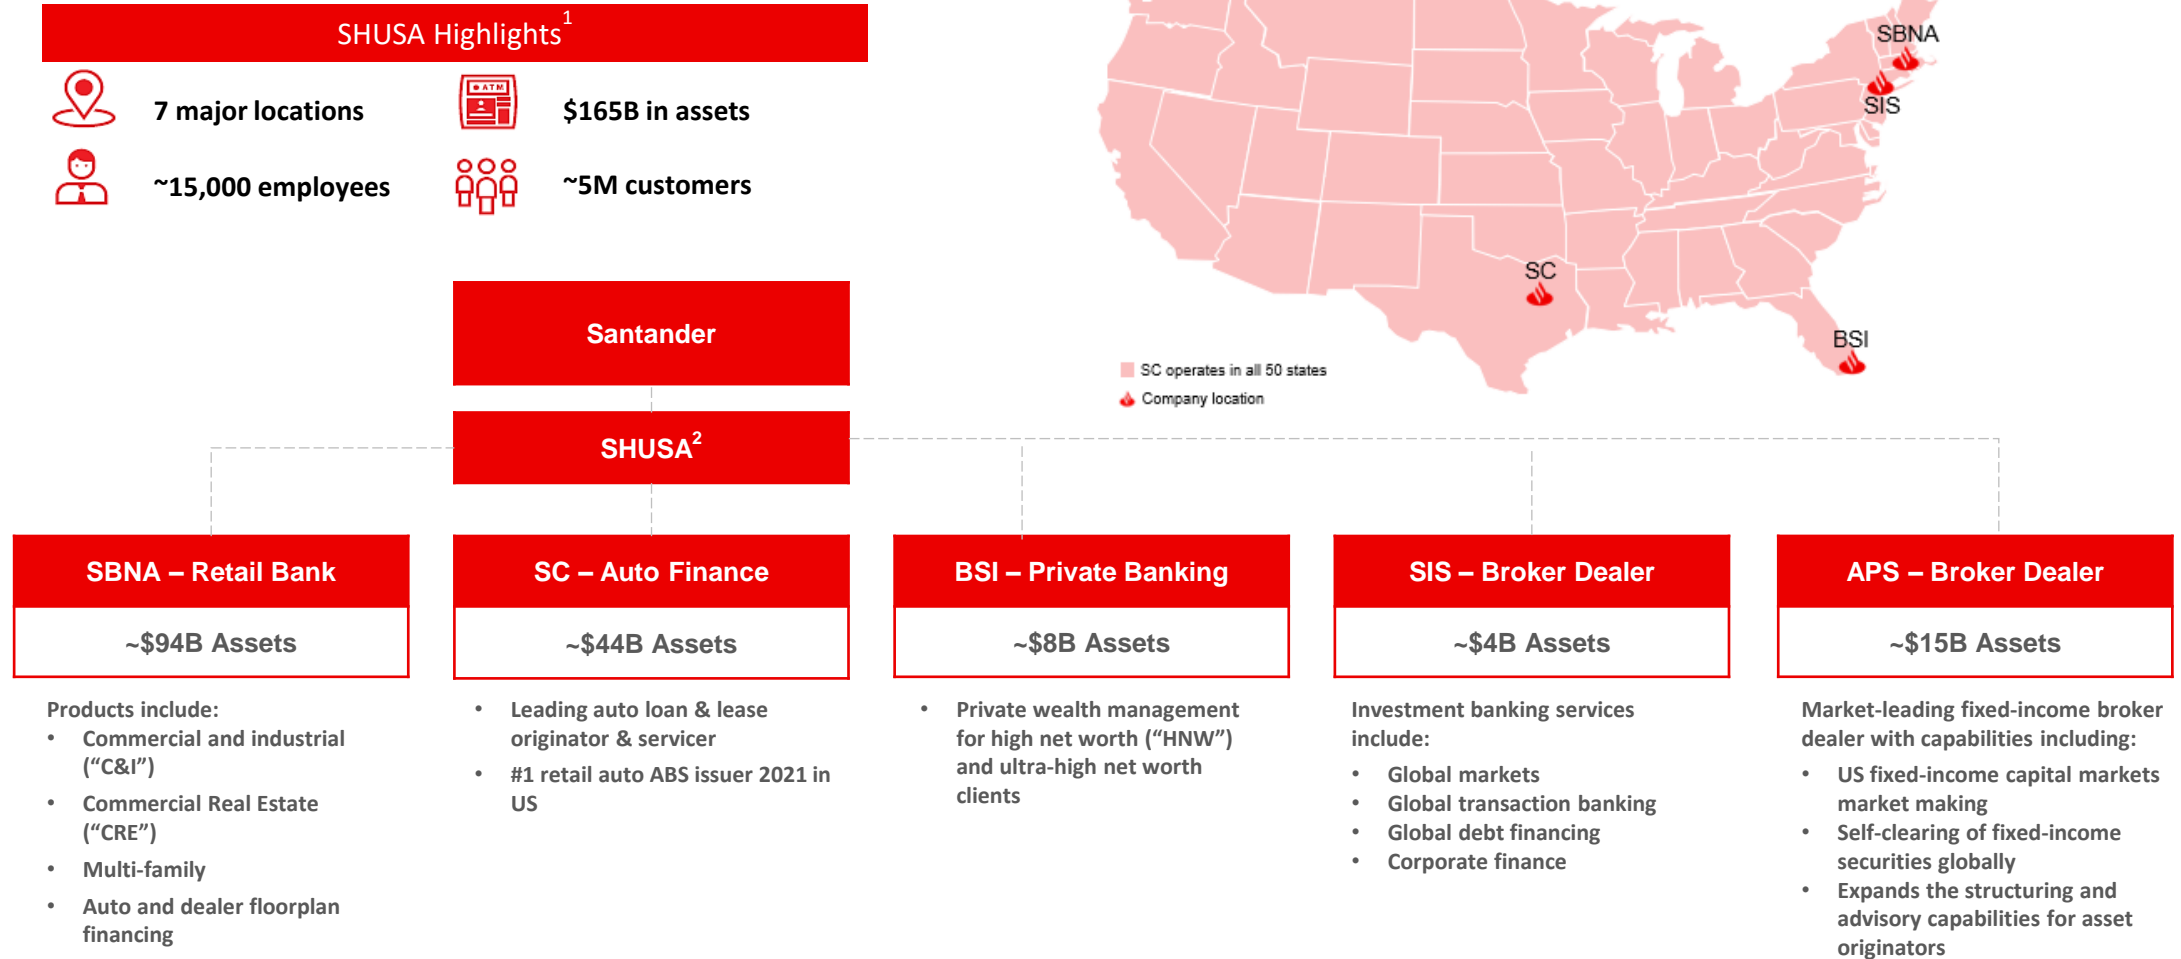 SHUSA Highlights1
7 major locations
$165B in assets
~15,000 employees
~5M customers
ATM
SBNA
SIS
SC
BSI
SC operates in all 50 states
Company location
Santander
SHUSA2
SBNA – Retail Bank
~$94B Assets
Products include:
• Commercial and industrial
("C&I")
• Commercial Real Estate
("CRE")
• Multi-family
• Auto and dealer floorplan
financing
SC – Auto Finance
~$44B Assets
• Leading auto loan & lease
originator & servicer
• #1 retail auto ABS issuer 2021 in
US
BSI – Private Banking
~$8B Assets
• Private wealth management
for high net worth ("HNW")
and ultra-high net worth
clients
SIS – Broker Dealer
~$4B Assets
Investment banking services
include:
• Global markets
• Global transaction banking
• Global debt financing
• Corporate finance
APS – Broker Dealer
~$15B Assets
Market-leading fixed-income broker
dealer with capabilities including:
• US fixed-income capital markets
market making
• Self-clearing of fixed-income
securities globally
• Expands the structuring and
advisory capabilities for asset
originators